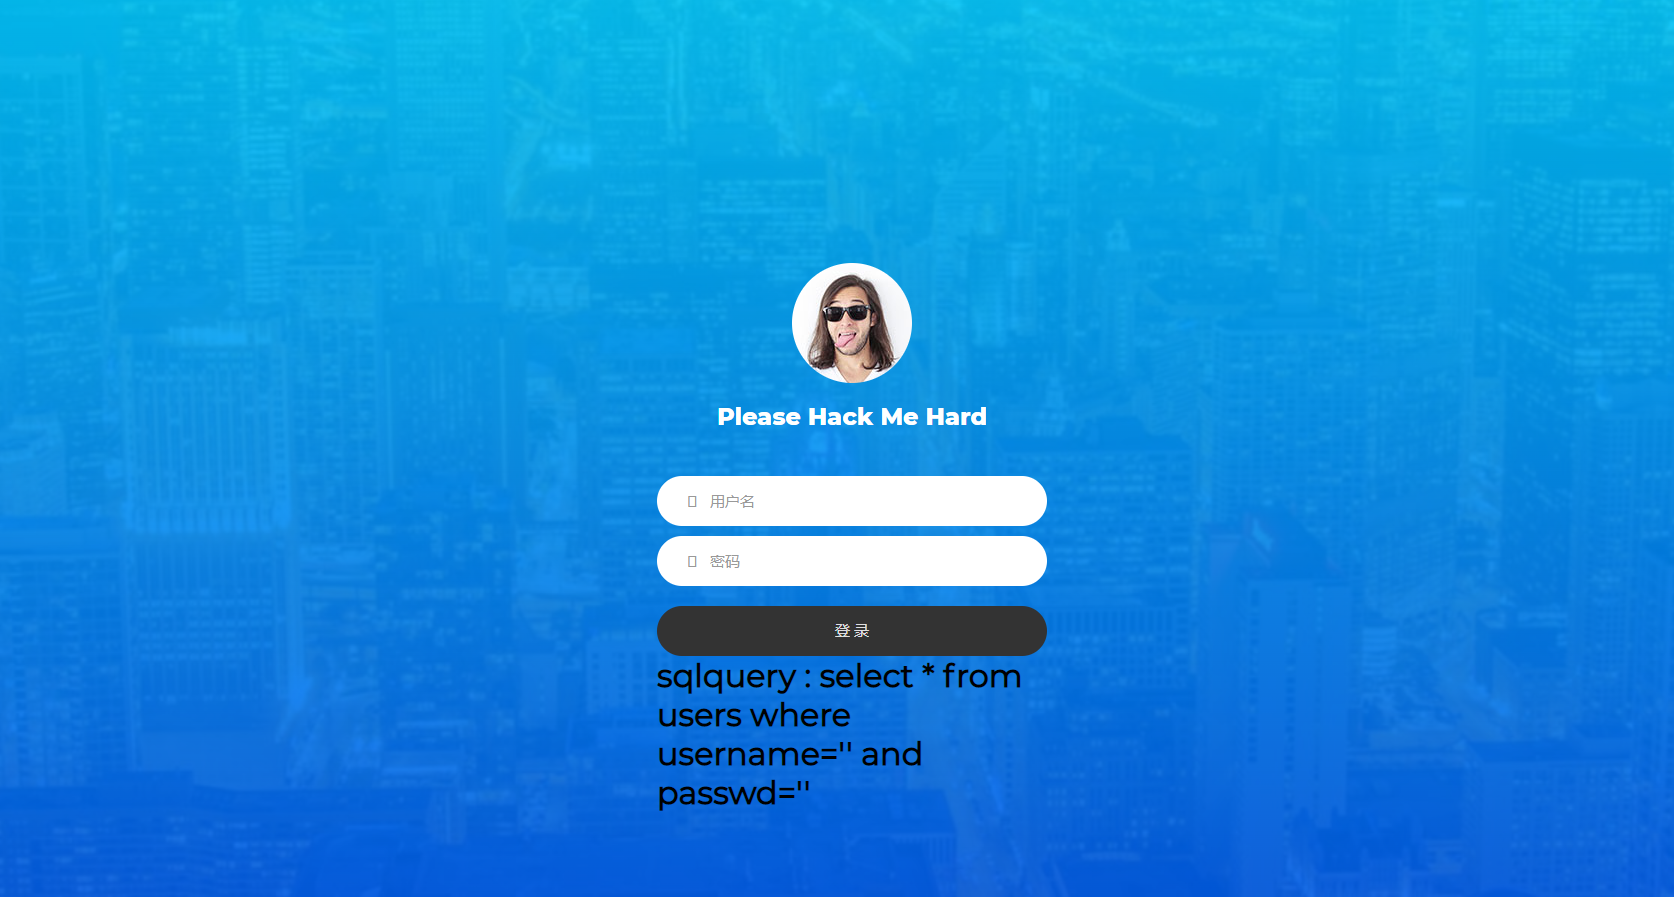 Please Hack Me Hard
用户名
密码
登 录
sqlquery : select * from
users where
username='' and
passwd=''